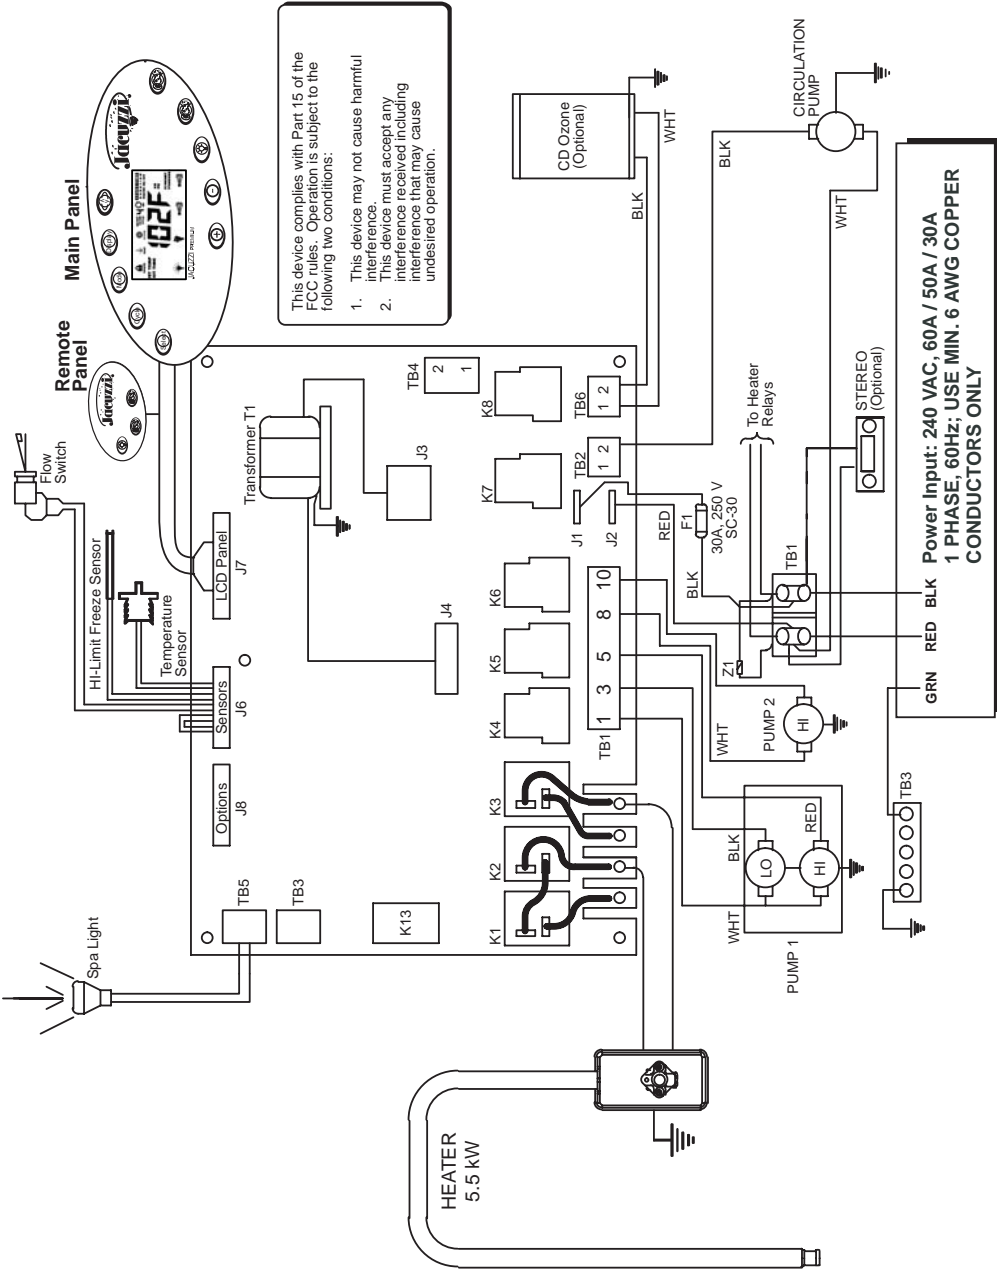 Main Panel
Remote
Panel
Jacuzzi
Jacuzzi
102F
JACUZZI PREMIUM
Flow
Switch
HI-Limit Freeze Sensor
Temperature
Sensor
Spa Light
This device complies with Part 15 of the
FCC rules. Operation is subject to the
following two conditions:
1. This device may not cause harmful
interference.
2. This device must accept any
interference received including
interference that may cause
undesired operation.
TB5
TB3
Options
J8
Sensors
J6
LCD Panel
J7
K13
Transformer T1
J3
J4
TB4
2
1
K1
K2
K3
K4
K5
K6
K7
K8
TB1
1
3
5
8
10
J1
J2
TB2
1 2
TB6
1 2
CD Ozone
(Optional)
BLK
WHT
CIRCULATION
PUMP
BLK
WHT
To Heater
Relays
STEREO
(Optional)
RED
F1
30A, 250 V
SC-30
BLK
TB1
Z1
PUMP 2
HI
WHT
PUMP 1
LO
HI
WHT
BLK
RED
TB3
GRN
RED
BLK
Power Input: 240 VAC, 60A / 50A / 30A
1 PHASE, 60Hz; USE MIN. 6 AWG COPPER
CONDUCTORS ONLY
HEATER
5.5 kW